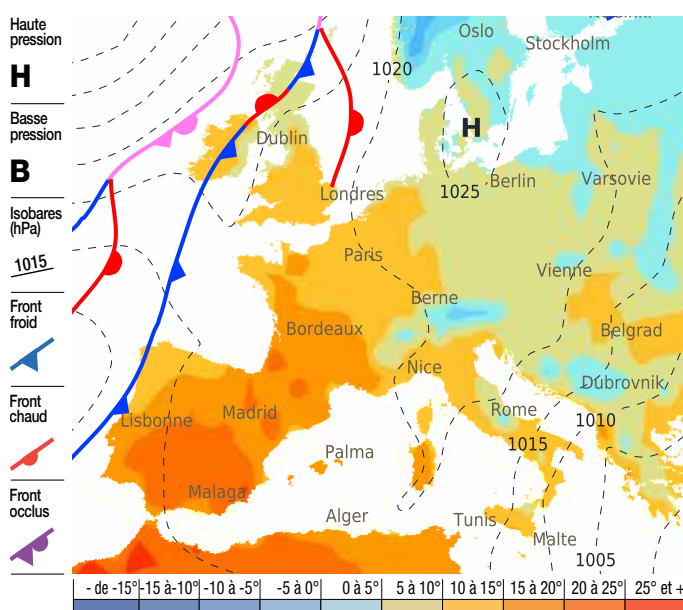 Haute
pression
H
Basse
pression
B
Isobares
(hPa)
1015
Front
froid
Front
chaud
Front
occlus
Oslo
Stockholm
1020
H
Dublin
1025
Berlin
Varsovie
Londres
Paris
Vienne
Berne
Bordeaux
Belgrad
Nice
Dubrovnik
Lisbonne
Madrid
Rome
1010
1015
Palma
Malaga
Alger
Tunis
Malte
1005
- de -15° -15 à-10° -10 à -5° -5 à 0° 0 à 5° 5 à 10° 10 à 15° 15 à 20° 20 à 25° 25° et +